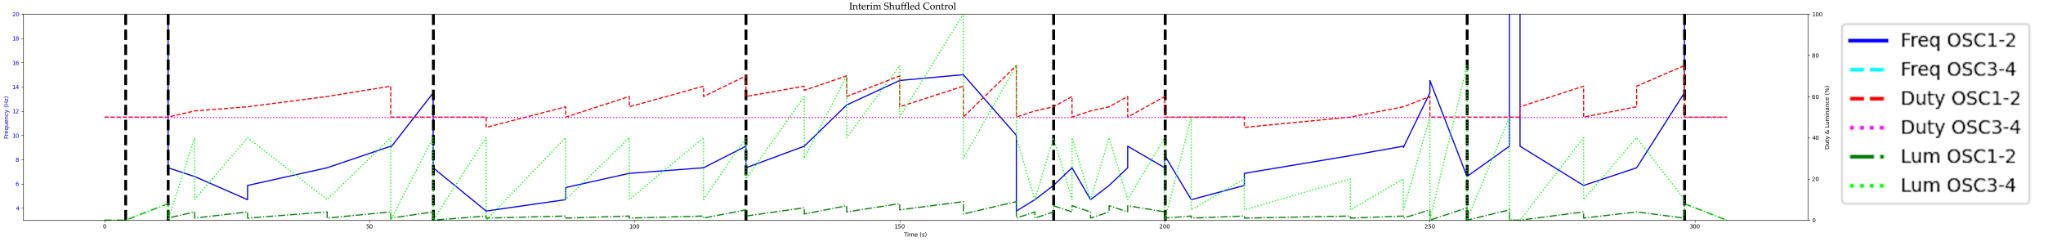 Interim Shuffled Control
20
18
16
14
12
10
8
6
4
Frequency (Hz)
0
50
100
150
200
250
300
Time (s)
100
80
60
40
20
0
Duty & Luminance (%)
Freq OSC1-2
Freq OSC3-4
Duty OSC1-2
Duty OSC3-4
Lum OSC1-2
Lum OSC3-4